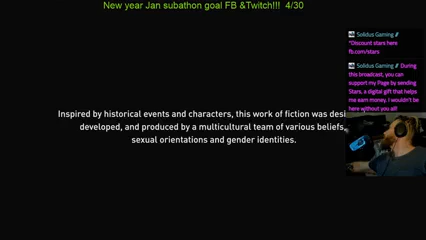 New year Jan subathon goal FB &Twitch!!! 4/30
Solidus Gaming
*Discount stars here
fb.com/stars
Solidus Gaming During
this broadcast, you can
support my Page by sending
Stars, a digital gift that helps
me earn money. I wouldn't be
here without you all!
Inspired by historical events and characters, this work of fiction was desi
developed, and produced by a multicultural team of various beliefs,
sexual orientations and gender identities.